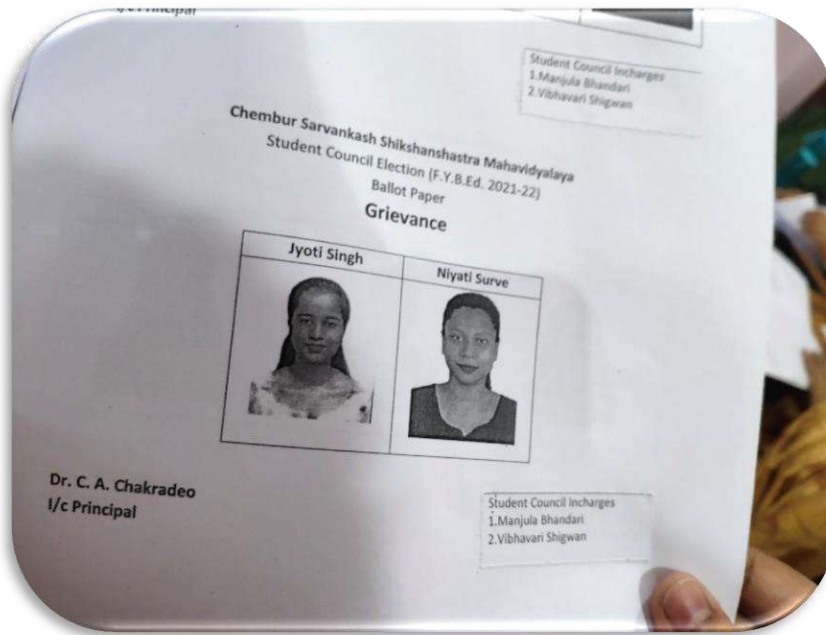 I/c Principal
Student Council Incharges
1.Manjula Bhandari
2.Vibhavari Shigwan
Chembur Sarvankash Shikshanshastra Mahavidyalaya
Student Council Election (F.Y.B.Ed. 2021-22)
Ballot Paper
Grievance
Jyoti Singh
Niyati Surve
Dr. C. A. Chakradeo
I/c Principal
Student Council Incharges
1.Manjula Bhandari
2.Vibhavari Shigwan